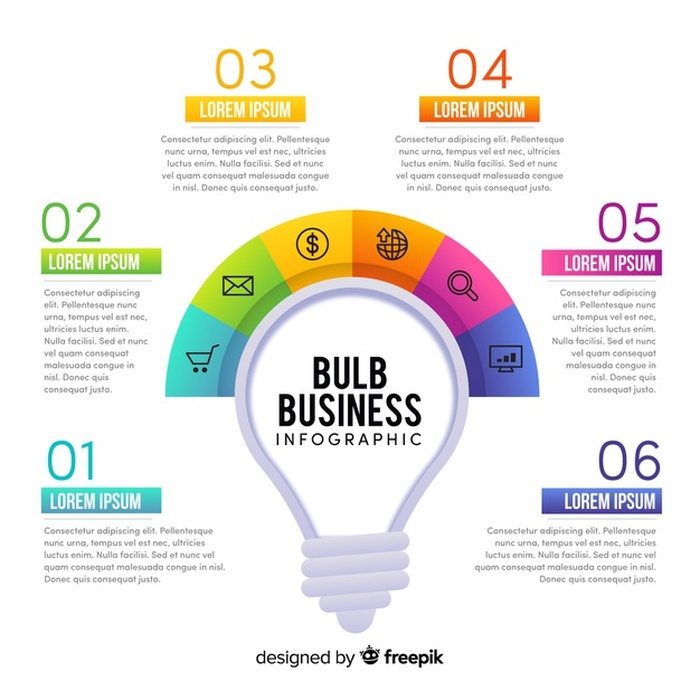 03
LOREM IPSUM
Consectetur adipiscing elit. Praesent
nunc urna, tempus vel est nec, ultricies
luctus enim. Nulla facilisi. Sed et nunc
vel quam consequat malesuada congue
in nisl. Donec quis consequat justo.
04
LOREM IPSUM
Consectetur adipiscing elit. Praesent
nunc urna, tempus vel est nec, ultricies
luctus enim. Nulla facilisi. Sed et nunc
vel quam consequat malesuada congue
in nisl. Donec quis consequat justo.
02
LOREM IPSUM
Consectetur adipiscing
elit. Praesent nunc urna,
tempus vel est nec,
ultricies luctus enim.
Nulla facilisi. Sed et
nunc vel quam consequat
malesuada congue in
nisl. Donec quis
consequat justo.
05
LOREM IPSUM
Consectetur adipiscing
elit. Praesent nunc
urna, tempus vel est
nec, ultricies luctus
enim. Nulla facilisi.
Sed et nunc vel
quam consequat
malesuada congue in
nisl. Donec quis
consequat justo.
$
BULB
BUSINESS
INFOGRAPHIC
01
LOREM IPSUM
Consectetur adipiscing elit. Praesent
nunc urna, tempus vel est nec, ultricies
luctus enim. Nulla facilisi. Sed et nunc vel
quam consequat malesuada congue in nisl.
Donec quis consequat justo.
06
LOREM IPSUM
Consectetur adipiscing elit. Praesent
nunc urna, tempus vel est nec, ultricies
luctus enim. Nulla facilisi. Sed et nunc vel
quam consequat malesuada congue in nisl.
Donec quis consequat justo.
designed by freepik